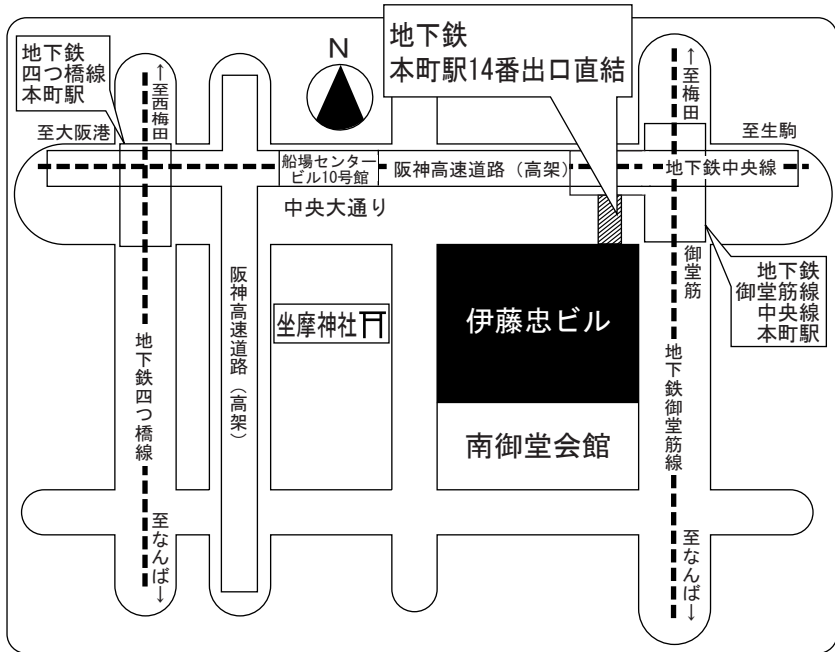 地下鉄
四つ橋線
本町駅
↑至西梅田
N
地下鉄
本町駅14番出口直結
↑至梅田
至大阪港
至生駒
船場センター
ビル10号館
阪神高速道路（高架）
地下鉄中央線
中央大通り
御堂筋
地下鉄
御堂筋線
中央線
本町駅
阪神高速道路（高架）
坐摩神社
伊藤忠ビル
地下鉄四つ橋線
地下鉄御堂筋線
南御堂会館
至なんば↓
至なんば↓